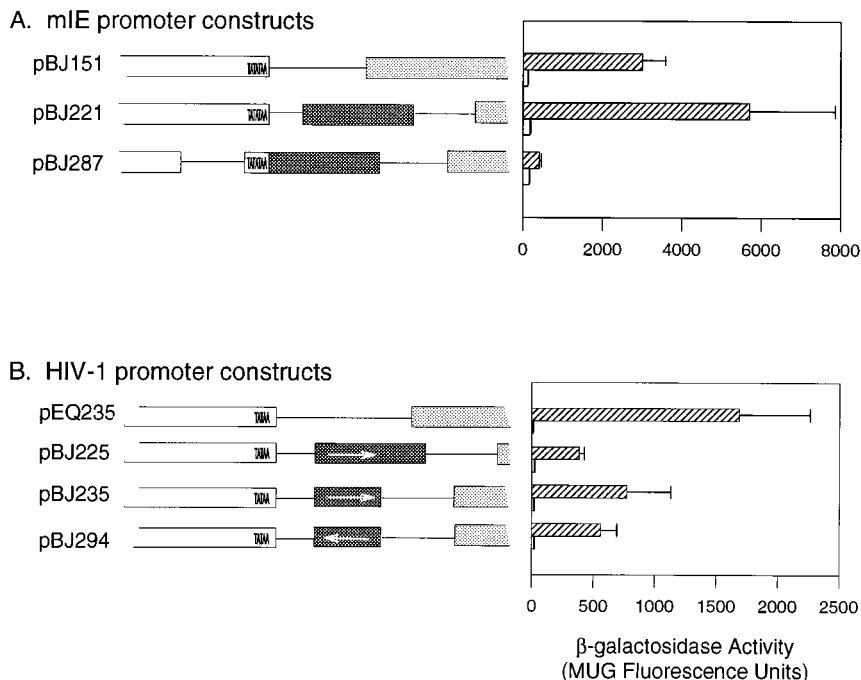 A. mIE promoter constructs
pBJ151
TATATAA
pBJ221
TATATAA
pBJ287
TATATAA
0 2000 4000 6000 8000
B. HIV-1 promoter constructs
pEQ235
TATAA
pBJ225
TATAA
pBJ235
TATAA
pBJ294
TATAA
0 500 1000 1500 2000 2500
β-galactosidase Activity
(MUG Fluorescence Units)